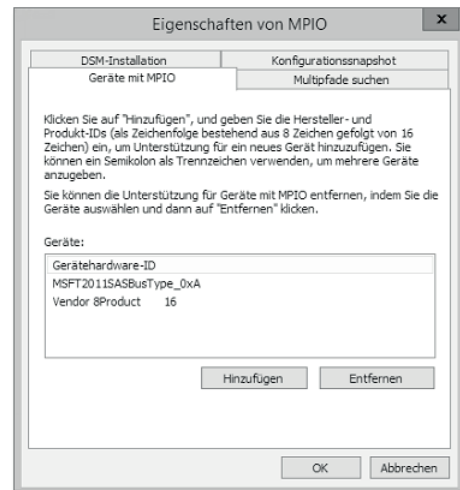 Eigenschaften von MPIO
x
DSM-Installation
Konfigurationssnapshot
Geräte mit MPIO
Multipfade suchen
Klicken Sie auf "Hinzufügen", und geben Sie die Hersteller- und
Produkt-IDs (als Zeichenfolge bestehend aus 8 Zeichen gefolgt von 16
Zeichen) ein, um Unterstützung für ein neues Gerät hinzuzufügen. Sie
können ein Semikolon als Trennzeichen verwenden, um mehrere Geräte
anzugeben.
Sie können die Unterstützung für Geräte mit MPIO entfernen, indem Sie die
Geräte auswählen und dann auf "Entfernen" klicken.
Geräte:
Gerätehardware-ID
MSFT2011SASBusType_0xA
Vendor 8Product 16
Hinzufügen
Entfernen
OK
Abbrechen